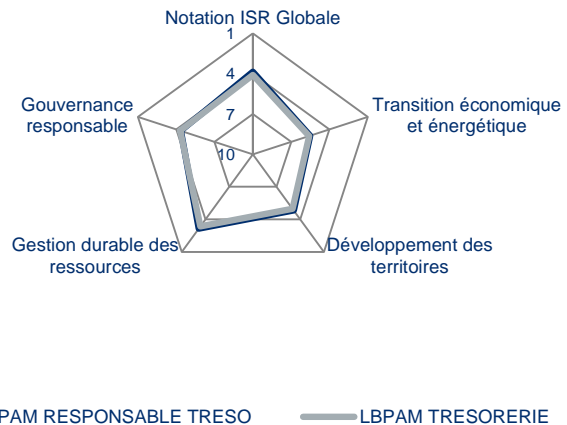 Notation ISR Globale
1
4
7
10
Transition économique
et énergétique
Développement des
territoires
Gestion durable des
ressources
Gouvernance
responsable
PAM RESPONSABLE TRESO
LBPAM TRESORERIE